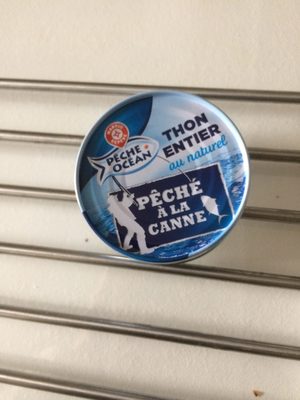 PÊCHE
OCÉAN
THON
ENTIER
au naturel
PÊCHÉ
À LA
CANNE